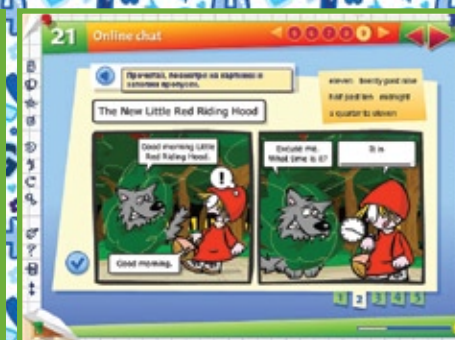 21 Online chat
Прочитай, посмотри на картинки и
заполни пропуски.
eleven twenty past nine
half past ten midnight
a quarter to eleven
The New Little Red Riding Hood
Good morning Little
Red Riding Hood.
!
Good morning.
Excuse me.
What time is it?
It is
1 2 3 4 5